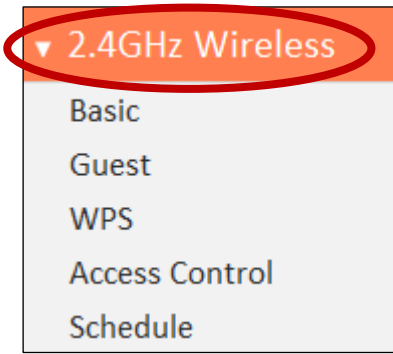 ▼ 2.4GHz Wireless
Basic
Guest
WPS
Access Control
Schedule